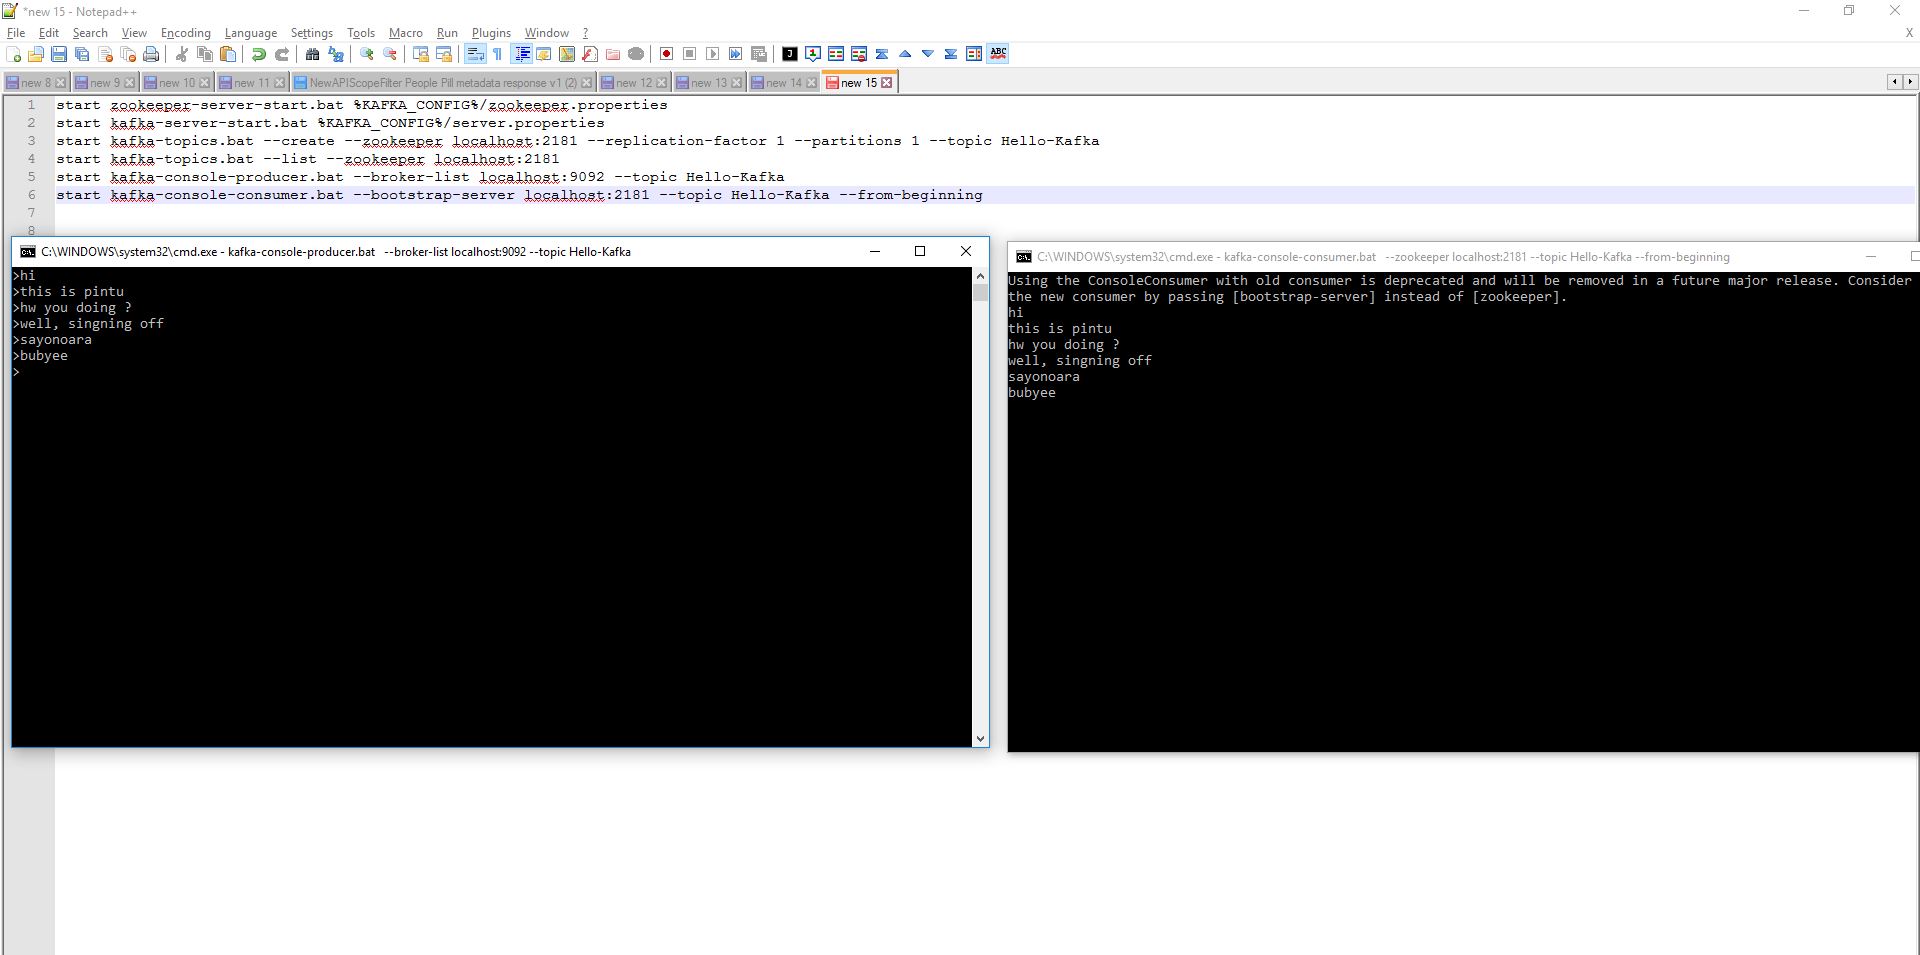 *new 15 - Notepad++
File Edit Search View Encoding Language Settings Tools Macro Run Plugins Window ? X
new 8 new 9 new 10 new 11 NewAPIScopeFilter People Pill metadata response v1 (2) new 12 new 13 new 14 new 15
1 start zookeeper-server-start.bat %KAFKA_CONFIG%/zookeeper.properties
2 start kafka-server-start.bat %KAFKA_CONFIG%/server.properties
3 start kafka-topics.bat --create --zookeeper localhost:2181 --replication-factor 1 --partitions 1 --topic Hello-Kafka
4 start kafka-topics.bat --list --zookeeper localhost:2181
5 start kafka-console-producer.bat --broker-list localhost:9092 --topic Hello-Kafka
6 start kafka-console-consumer.bat --bootstrap-server localhost:2181 --topic Hello-Kafka --from-beginning
7
8
C:\WINDOWS\system32\cmd.exe - kafka-console-producer.bat --broker-list localhost:9092 --topic Hello-Kafka
>hi
>this is pintu
>hw you doing ?
>well, singning off
>sayonoara
>bubyee
>
C:\WINDOWS\system32\cmd.exe - kafka-console-consumer.bat --zookeeper localhost:2181 --topic Hello-Kafka --from-beginning
Using the ConsoleConsumer with old consumer is deprecated and will be removed in a future major release. Consider
the new consumer by passing [bootstrap-server] instead of [zookeeper].
hi
this is pintu
hw you doing ?
well, singning off
sayonoara
bubyee